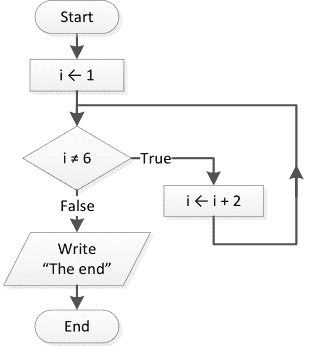 Start
i ← 1
i ≠ 6
True
i ← i + 2
False
Write
“The end”
End